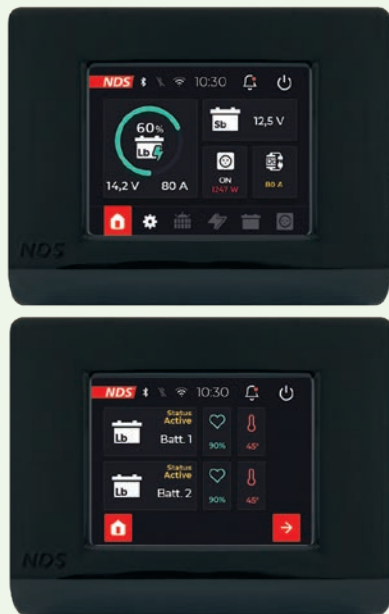 NDS 10:30
60%
Lb
14,2 V 80 A
Sb 12,5 V
ON
1247 W
80 A
NDS
NDS 10:30
Status
Active
Lb Batt. 1
90% 45°
Status
Active
Lb Batt. 2
90% 45°
NDS